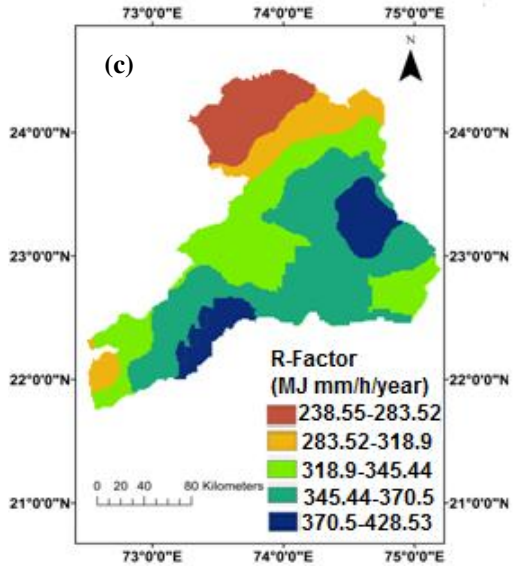 73°0'0"E 74°0'0"E 75°0'0"E
(c)
N
24°0'0"N 24°0'0"N
23°0'0"N 23°0'0"N
22°0'0"N 22°0'0"N
21°0'0"N 21°0'0"N
R-Factor
(MJ mm/h/year)
238.55-283.52
283.52-318.9
318.9-345.44
345.44-370.5
370.5-428.53
0 20 40 80 Kilometers
73°0'0"E 74°0'0"E 75°0'0"E